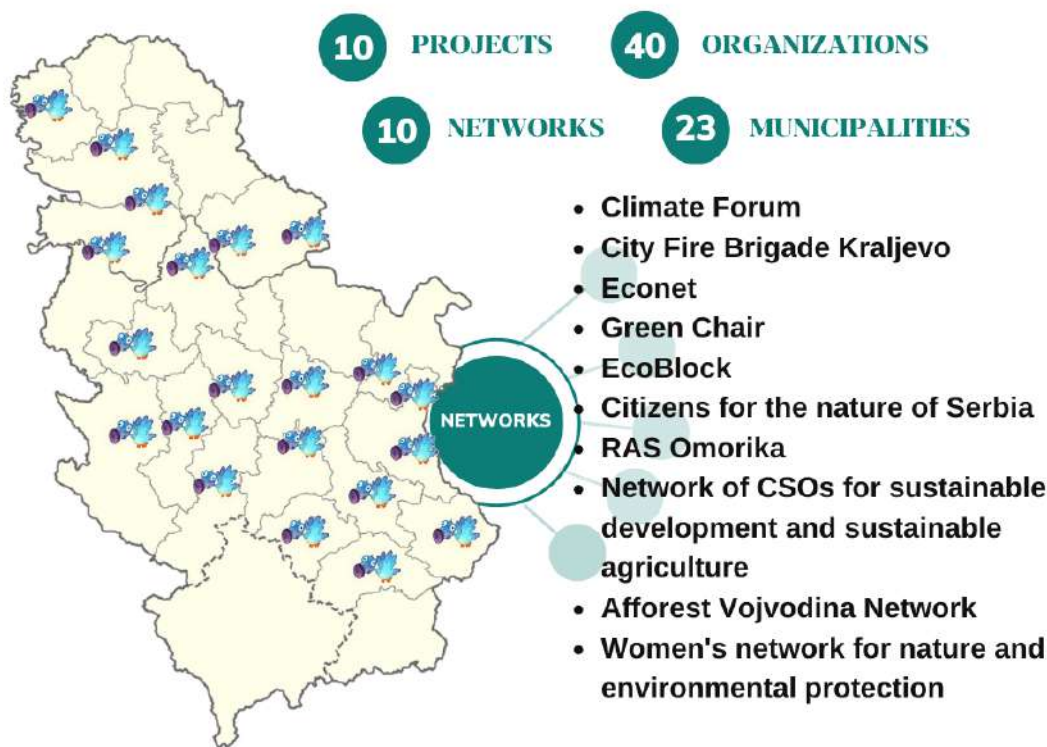 10 PROJECTS
40 ORGANIZATIONS
10 NETWORKS
23 MUNICIPALITIES
NETWORKS
• Climate Forum
• City Fire Brigade Kraljevo
• Econet
• Green Chair
• EcoBlock
• Citizens for the nature of Serbia
• RAS Omorika
• Network of CSOs for sustainable
development and sustainable
agriculture
• Afforest Vojvodina Network
• Women's network for nature and
environmental protection